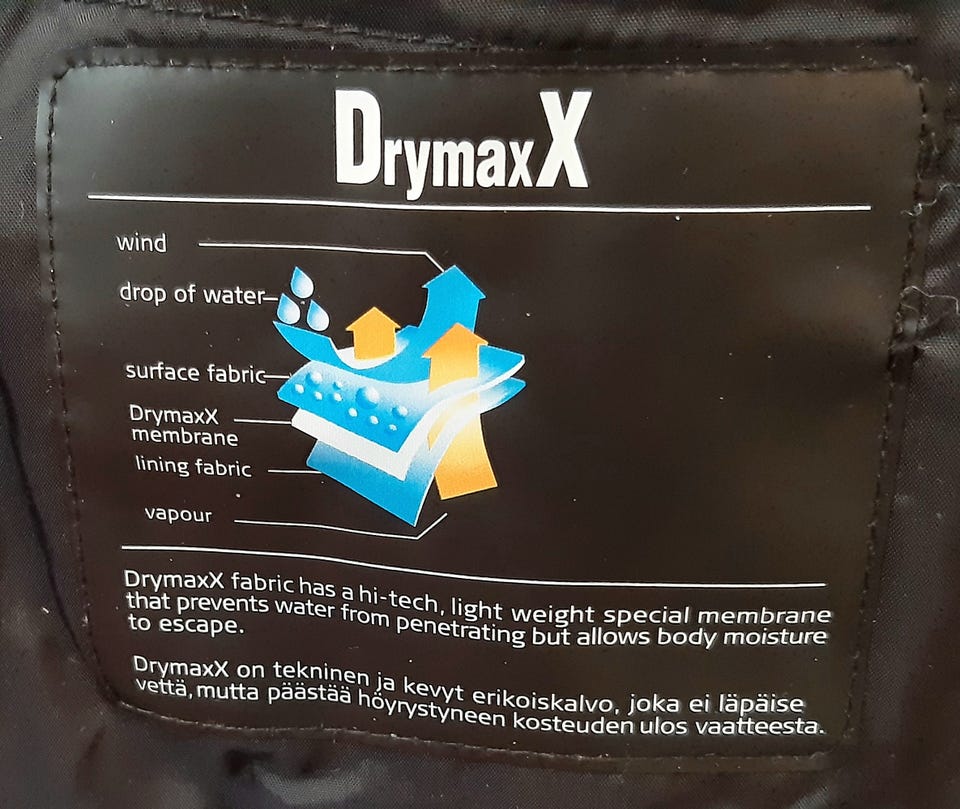 DrymaxX
wind
drop of water
surface fabric
DrymaxX
membrane
lining fabric
vapour
DrymaxX fabric has a hi-tech, light weight special membrane
that prevents water from penetrating but allows body moisture
to escape.
DrymaxX on tekninen ja kevyt erikoiskalvo, joka ei läpäise
vettä, mutta päästää höyrystyneen kosteuden ulos vaatteesta.